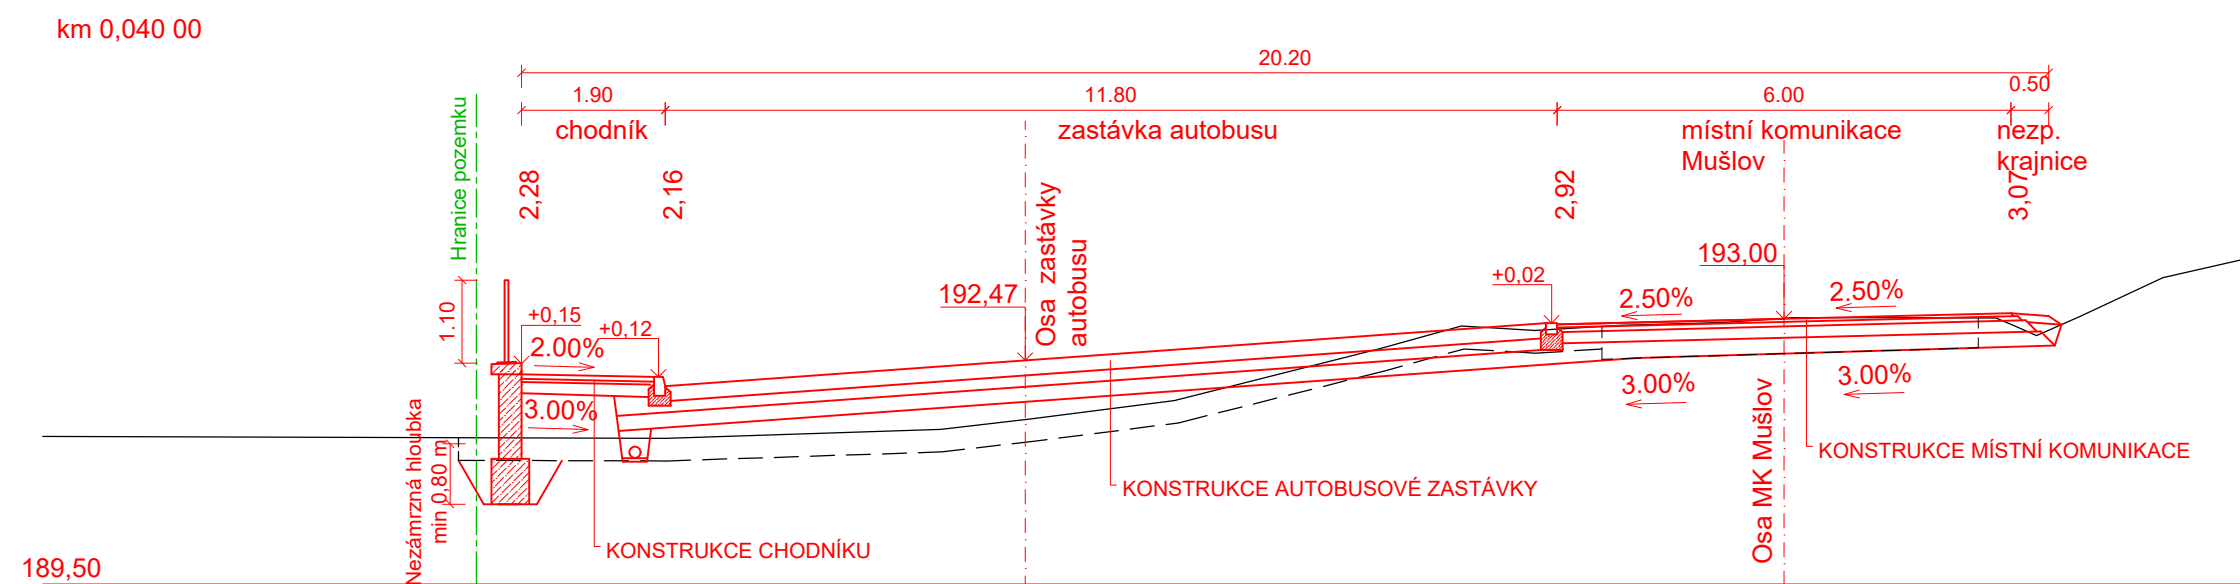 km 0,040 00
20.20
1.90
11.80
6.00
0.50
chodník
zastávka autobusu
místní komunikace
Mušlov
nezp.
krajnice
Hranice pozemku
2,28
2,16
2,92
3,07
Osa zastávky
autobusu
192,47
193,00
+0,02
2.50%
2.50%
1.10
+0,15
+0,12
2.00%
3.00%
3.00%
3.00%
Nezámrzná hloubka
min 0,80 m
Osa MK Mušlov
KONSTRUKCE MÍSTNÍ KOMUNIKACE
KONSTRUKCE AUTOBUSOVÉ ZASTÁVKY
KONSTRUKCE CHODNÍKU
189,50